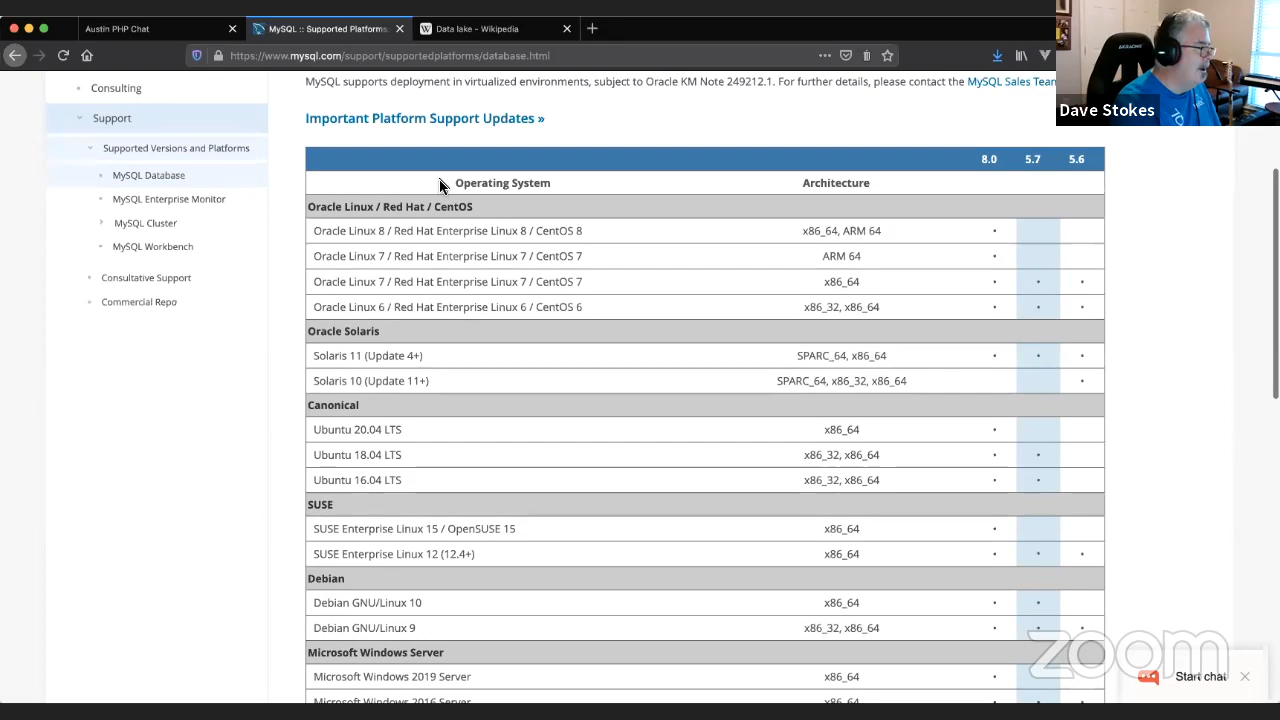 Austin PHP Chat
MySQL :: Supported Platforms
Data lake - Wikipedia
https://www.mysql.com/support/supportedplatforms/database.html
Dave Stokes
Consulting
Support
Supported Versions and Platforms
MySQL Database
MySQL Enterprise Monitor
MySQL Cluster
MySQL Workbench
Consultative Support
Commercial Repo
MySQL supports deployment in virtualized environments, subject to Oracle KM Note 249212.1. For further details, please contact the MySQL Sales Team
Important Platform Support Updates »
8.0 5.7 5.6
Operating System Architecture
Oracle Linux / Red Hat / CentOS
Oracle Linux 8 / Red Hat Enterprise Linux 8 / CentOS 8 x86_64, ARM 64 •
Oracle Linux 7 / Red Hat Enterprise Linux 7 / CentOS 7 ARM 64 •
Oracle Linux 7 / Red Hat Enterprise Linux 7 / CentOS 7 x86_64 • • •
Oracle Linux 6 / Red Hat Enterprise Linux 6 / CentOS 6 x86_32, x86_64 • • •
Oracle Solaris
Solaris 11 (Update 4+) SPARC_64, x86_64 • • •
Solaris 10 (Update 11+) SPARC_64, x86_32, x86_64 •
Canonical
Ubuntu 20.04 LTS x86_64 •
Ubuntu 18.04 LTS x86_32, x86_64 • •
Ubuntu 16.04 LTS x86_32, x86_64 • •
SUSE
SUSE Enterprise Linux 15 / OpenSUSE 15 x86_64 •
SUSE Enterprise Linux 12 (12.4+) x86_64 • • •
Debian
Debian GNU/Linux 10 x86_64 • •
Debian GNU/Linux 9 x86_32, x86_64 • • •
Microsoft Windows Server
Microsoft Windows 2019 Server x86_64 •
Microsoft Windows 2016 Server x86_64
zoom
Start chat